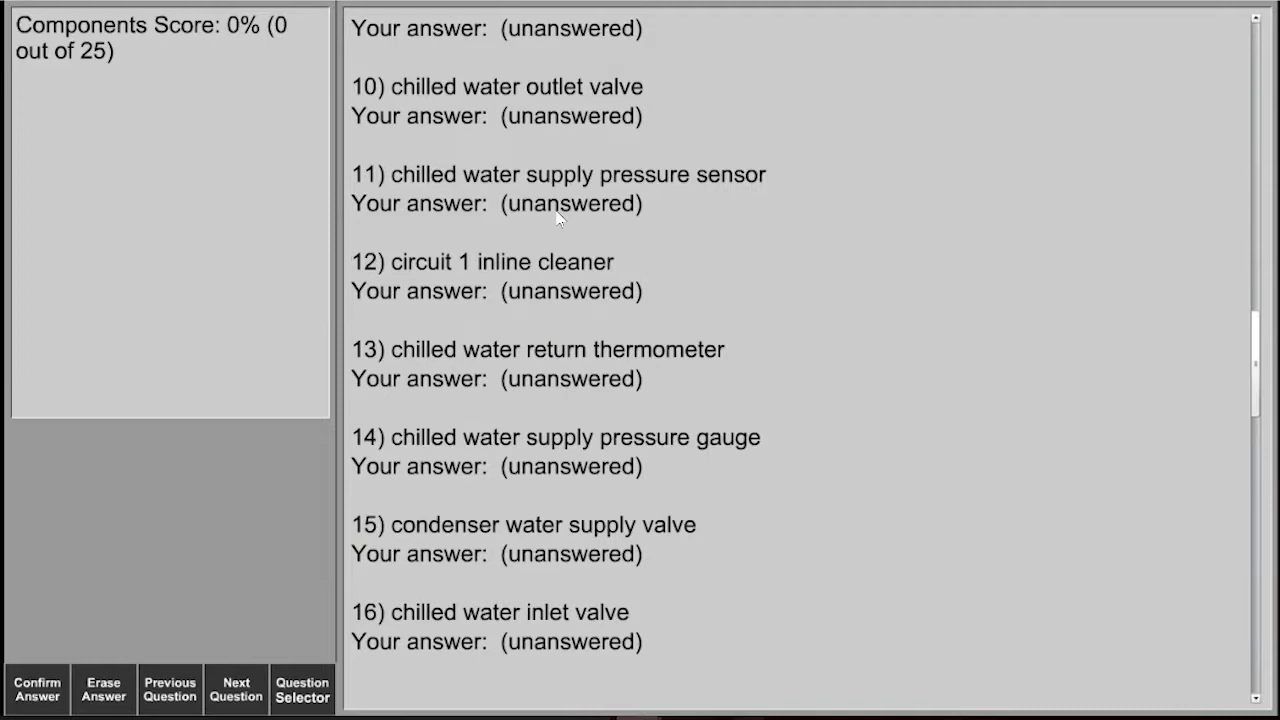 Components Score: 0% (0
out of 25)
Your answer: (unanswered)
10) chilled water outlet valve
Your answer: (unanswered)
11) chilled water supply pressure sensor
Your answer: (unanswered)
12) circuit 1 inline cleaner
Your answer: (unanswered)
13) chilled water return thermometer
Your answer: (unanswered)
14) chilled water supply pressure gauge
Your answer: (unanswered)
15) condenser water supply valve
Your answer: (unanswered)
16) chilled water inlet valve
Your answer: (unanswered)
Confirm
Answer
Erase
Answer
Previous
Question
Next
Question
Question
Selector